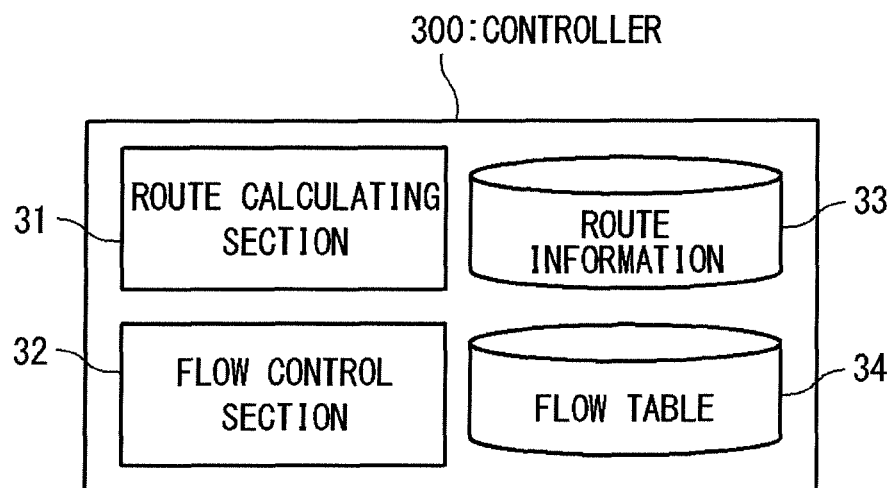 300:CONTROLLER
31
ROUTE CALCULATING
SECTION
ROUTE
INFORMATION
33
32
FLOW CONTROL
SECTION
FLOW TABLE
34